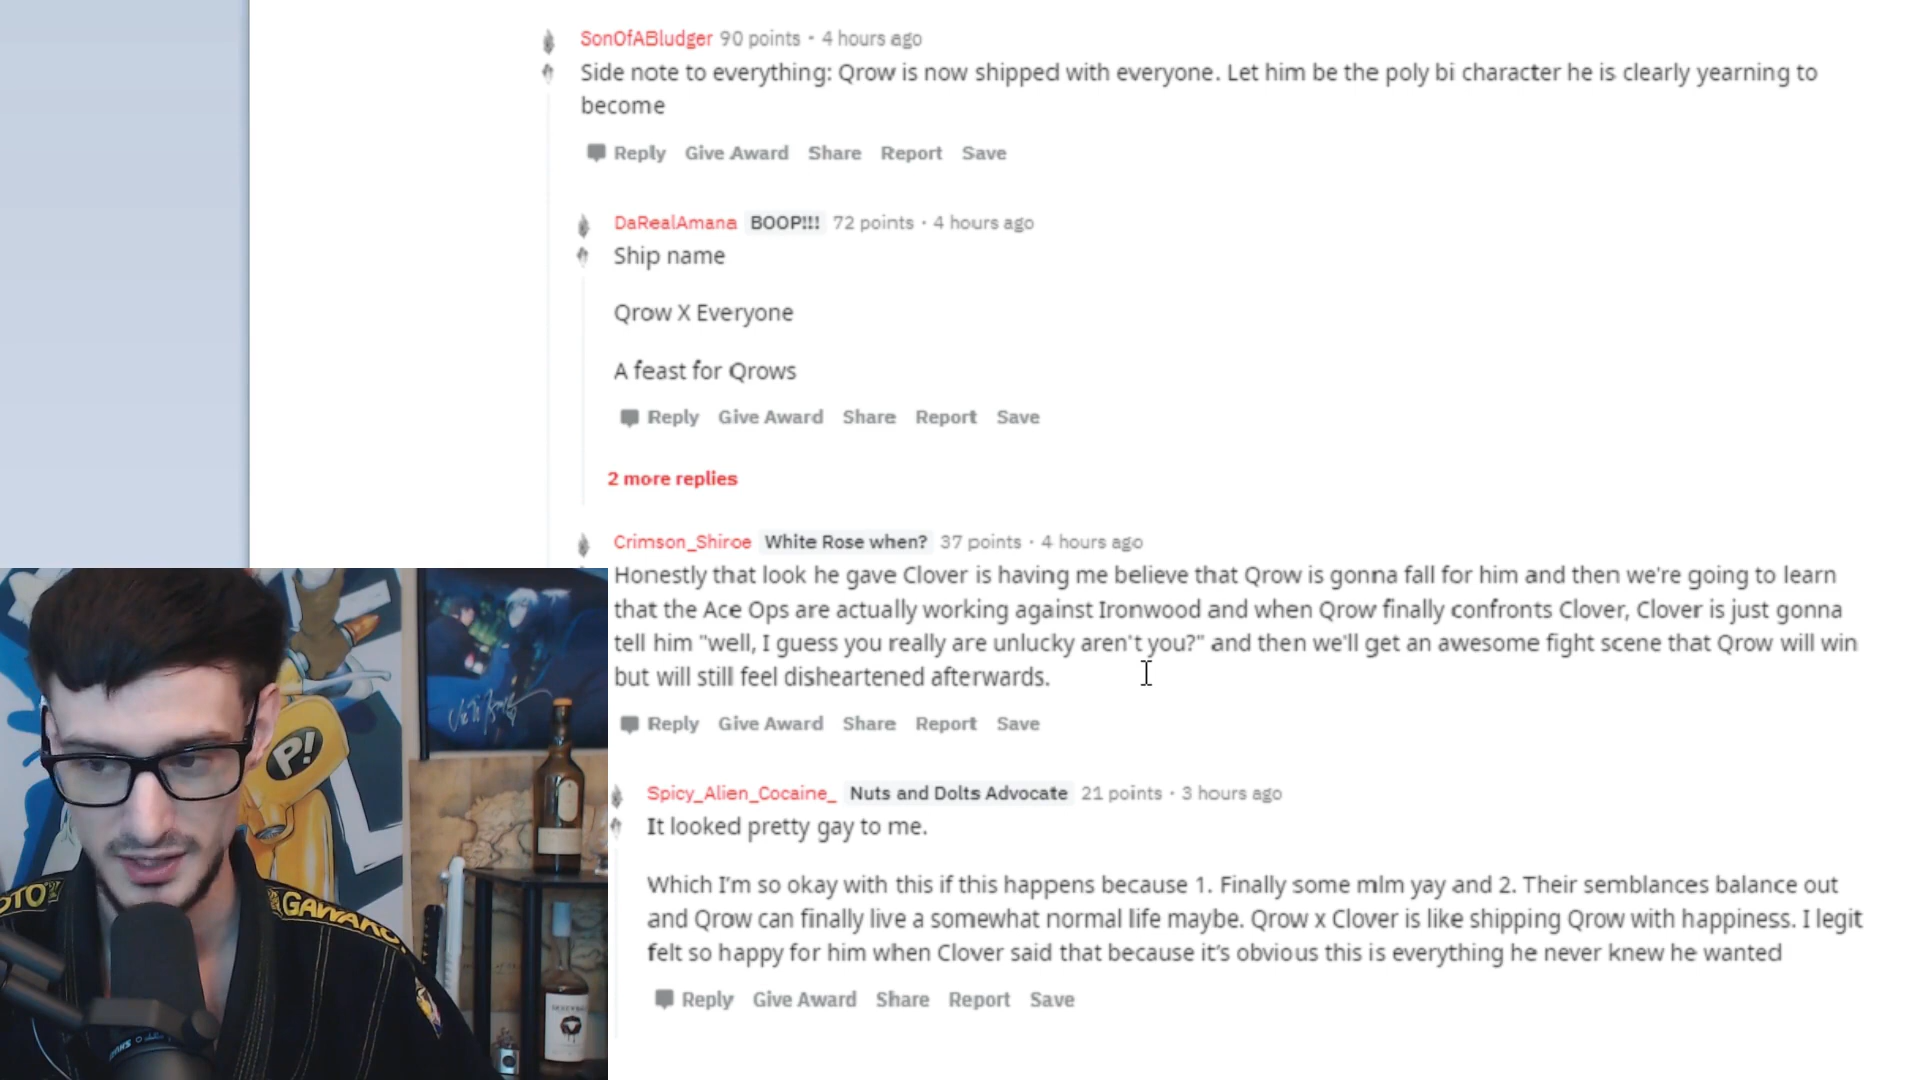 SonOfABludger 90 points · 4 hours ago
Side note to everything: Qrow is now shipped with everyone. Let him be the poly bi character he is clearly yearning to
become
Reply Give Award Share Report Save
DaRealAmana BOOP!!! 72 points · 4 hours ago
Ship name
Qrow X Everyone
A feast for Qrows
Reply Give Award Share Report Save
2 more replies
Crimson_Shiroe White Rose when? 37 points · 4 hours ago
Honestly that look he gave Clover is having me believe that Qrow is gonna fall for him and then we're going to learn
that the Ace Ops are actually working against Ironwood and when Qrow finally confronts Clover, Clover is just gonna
tell him "well, I guess you really are unlucky aren't you?" and then we'll get an awesome fight scene that Qrow will win
but will still feel disheartened afterwards.
Reply Give Award Share Report Save
Spicy_Alien_Cocaine_ Nuts and Dolts Advocate 21 points · 3 hours ago
It looked pretty gay to me.
Which I'm so okay with this if this happens because 1. Finally some mlm yay and 2. Their semblances balance out
and Qrow can finally live a somewhat normal life maybe. Qrow x Clover is like shipping Qrow with happiness. I legit
felt so happy for him when Clover said that because it's obvious this is everything he never knew he wanted
Reply Give Award Share Report Save
P!